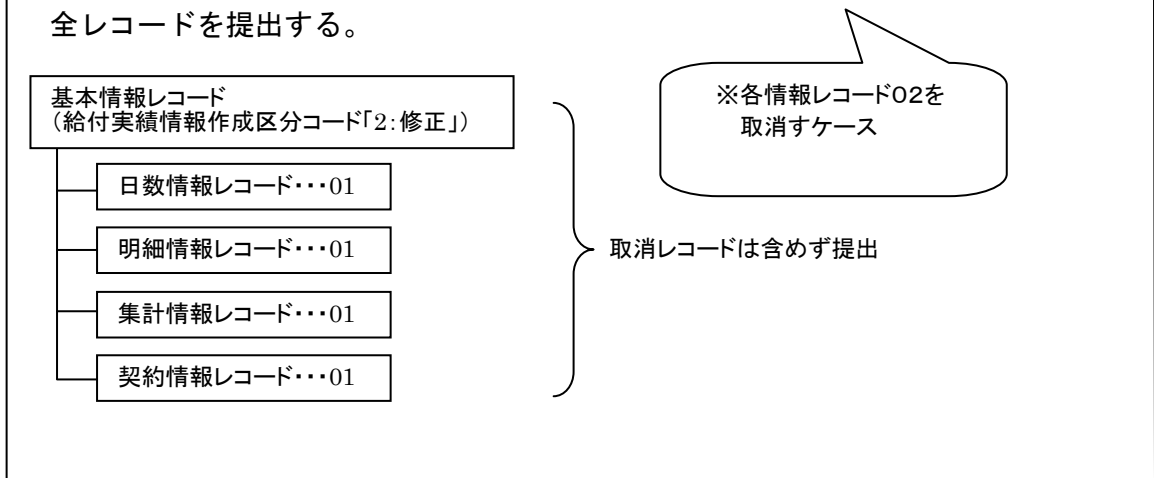 全レコードを提出する。
基本情報レコード
(給付実績情報作成区分コード「2:修正」)
※各情報レコード02を
取消すケース
日数情報レコード・・・01
明細情報レコード・・・01
取消レコードは含めず提出
集計情報レコード・・・01
契約情報レコード・・・01